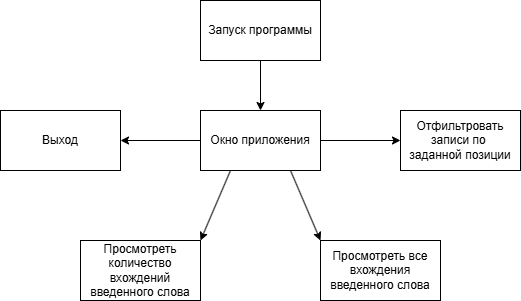 Запуск программы
Выход
Окно приложения
Отфильтровать
записи по
заданной позиции
Просмотреть
количество
вхождений
введенного слова
Просмотреть все
вхождения
введенного слова